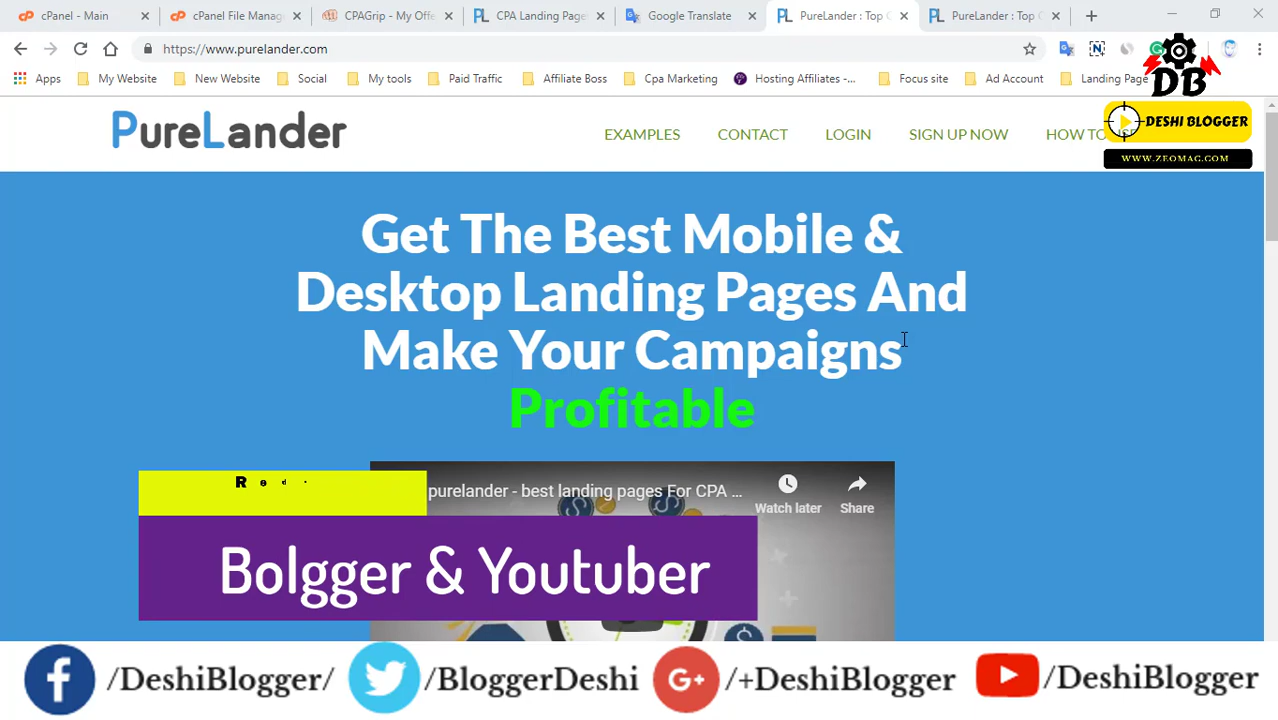 cPanel - Main
cPanel File Manag
CPAGrip - My Offe
CPA Landing Page
Google Translate
PureLander : Top C
PureLander : Top C
https://www.purelander.com
Apps
My Website
New Website
Social
My tools
Paid Traffic
Affiliate Boss
Cpa Marketing
Hosting Affiliates -...
Focus site
Ad Account
Landing Page
DB
DESHI BLOGGER
WWW.ZEOMAG.COM
PureLander
EXAMPLES
CONTACT
LOGIN
SIGN UP NOW
HOW TO
Get The Best Mobile &
Desktop Landing Pages And
Make Your Campaigns
Profitable
purelander - best landing pages For CPA ...
Watch later
Share
Bolgger & Youtuber
/DeshiBlogger/
/BloggerDeshi
/+DeshiBlogger
/DeshiBlogger